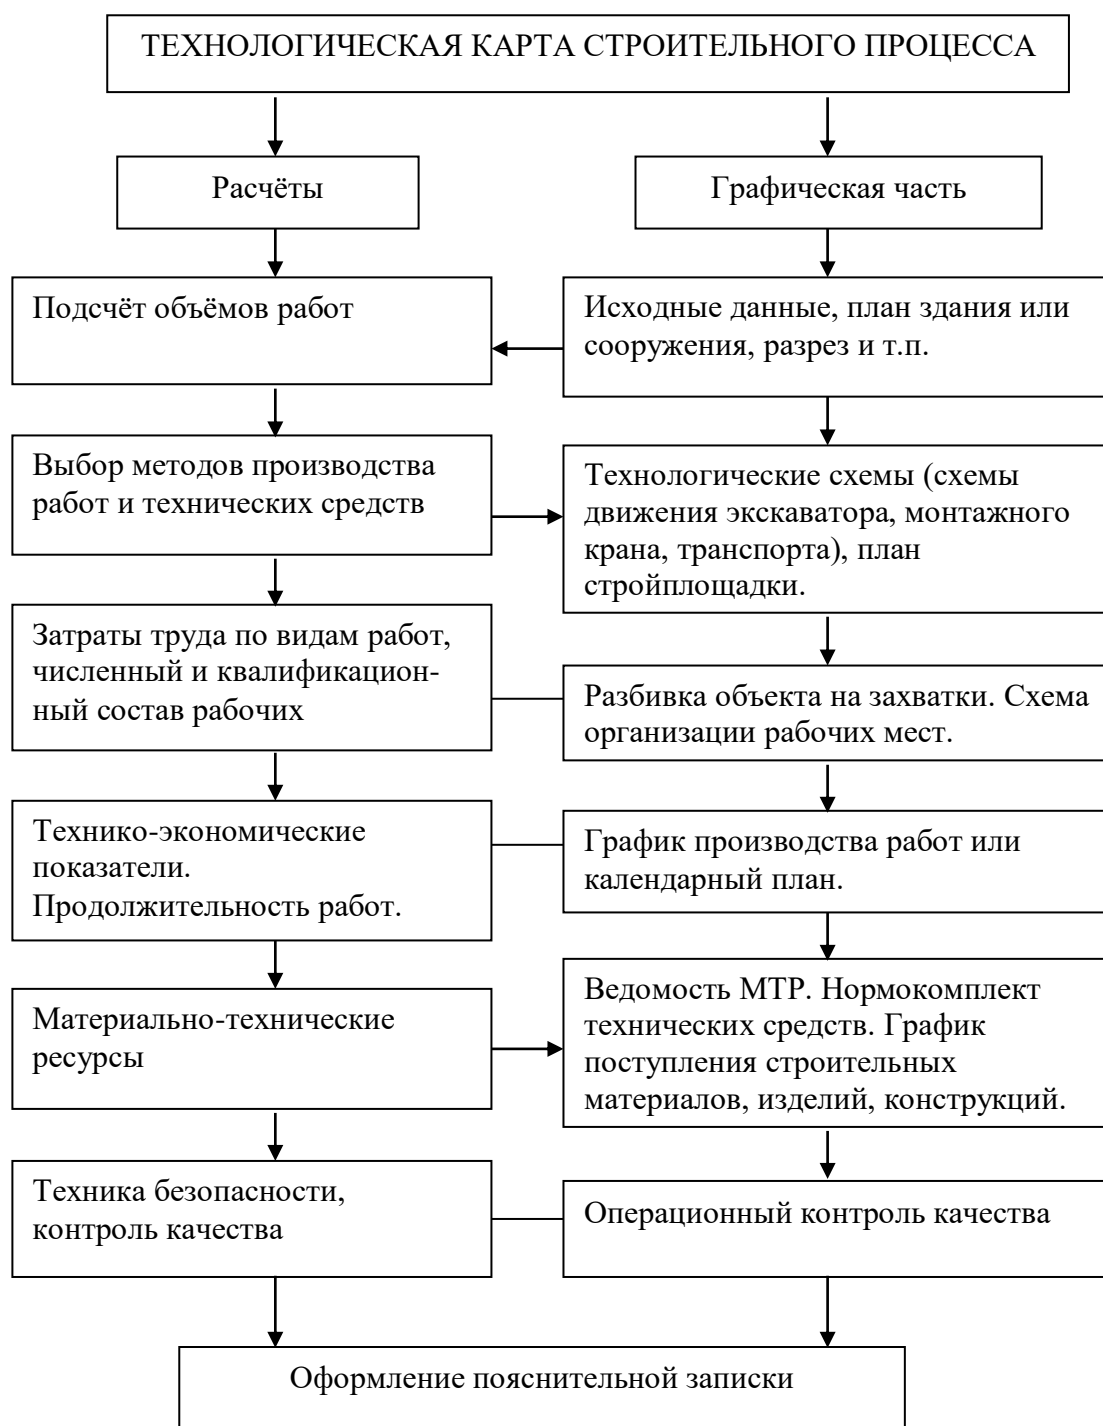 ТЕХНОЛОГИЧЕСКАЯ КАРТА СТРОИТЕЛЬНОГО ПРОЦЕССА
Расчёты
Графическая часть
Подсчёт объёмов работ
Исходные данные, план здания или
сооружения, разрез и т.п.
Выбор методов производства
работ и технических средств
Технологические схемы (схемы
движения экскаватора, монтажного
крана, транспорта), план
стройплощадки.
Затраты труда по видам работ,
численный и квалификацион-
ный состав рабочих
Разбивка объекта на захватки. Схема
организации рабочих мест.
Технико-экономические
показатели.
Продолжительность работ.
График производства работ или
календарный план.
Материально-технические
ресурсы
Ведомость МТР. Нормокомплект
технических средств. График
поступления строительных
материалов, изделий, конструкций.
Техника безопасности,
контроль качества
Операционный контроль качества
Оформление пояснительной записки